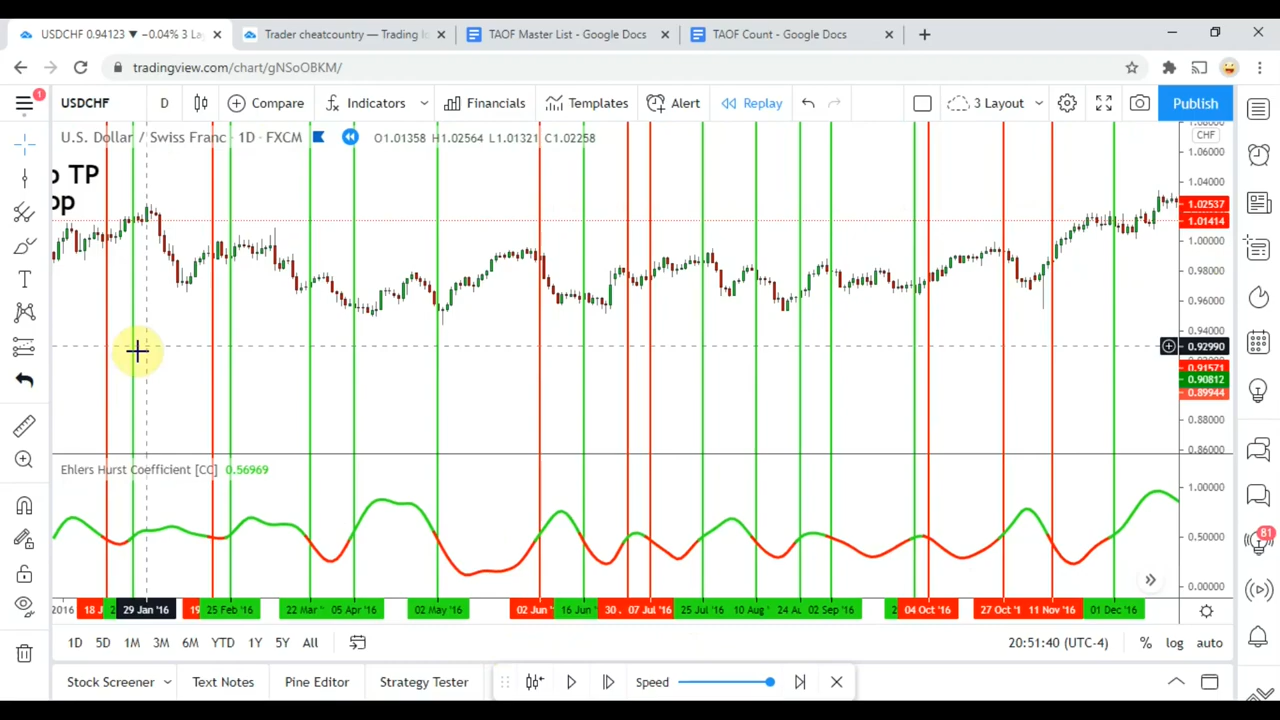 USDCHF 0.94123 ▼ −0.04% 3 La
Trader cheatcountry — Trading I
TAOF Master List - Google Docs
TAOF Count - Google Docs
tradingview.com/chart/gNSoOBKM/
1
USDCHF
D
Compare
Indicators
Financials
Templates
Alert
Replay
3 Layout
Publish
U.S. Dollar / Swiss Franc · 1D · FXCM
O1.01358 H1.02564 L1.01321 C1.02258
CHF
TP
op
1.06000
1.04000
1.02537
1.01414
1.00000
0.98000
0.96000
0.94000
0.92990
0.91571
0.90812
0.89944
0.88000
0.86000
Ehlers Hurst Coefficient [CC] 0.56969
1.00000
0.50000
0.00000
81
2016
18 J
29 Jan '16
19
25 Feb '16
22 Mar
05 Apr '16
02 May '16
02 Jun '
16 Jun
30
07 Jul '16
25 Jul '16
10 Aug
24 A
02 Sep '16
04 Oct '16
27 Oct '1
11 Nov '16
01 Dec '16
1D 5D 1M 3M 6M YTD 1Y 5Y All
20:51:40 (UTC-4)
% log auto
Stock Screener
Text Notes
Pine Editor
Strategy Tester
Speed